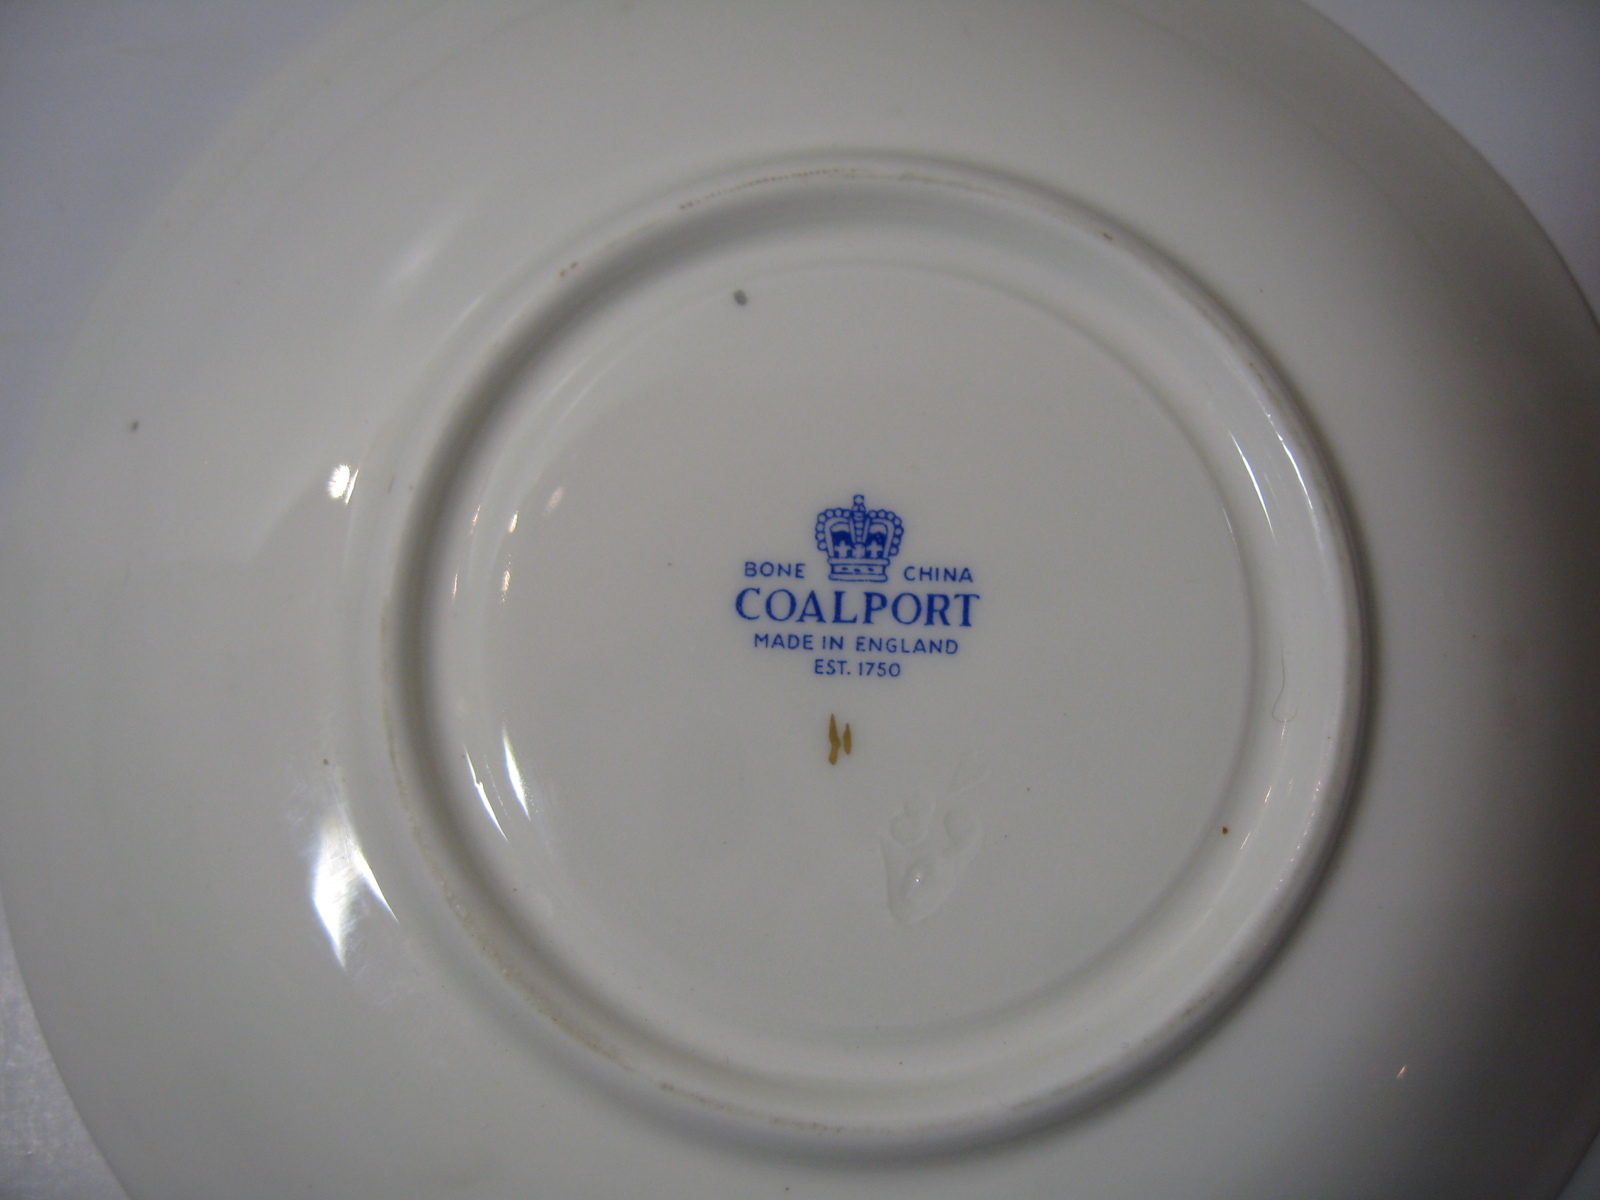 BONE CHINA
COALPORT
MADE IN ENGLAND
EST. 1750